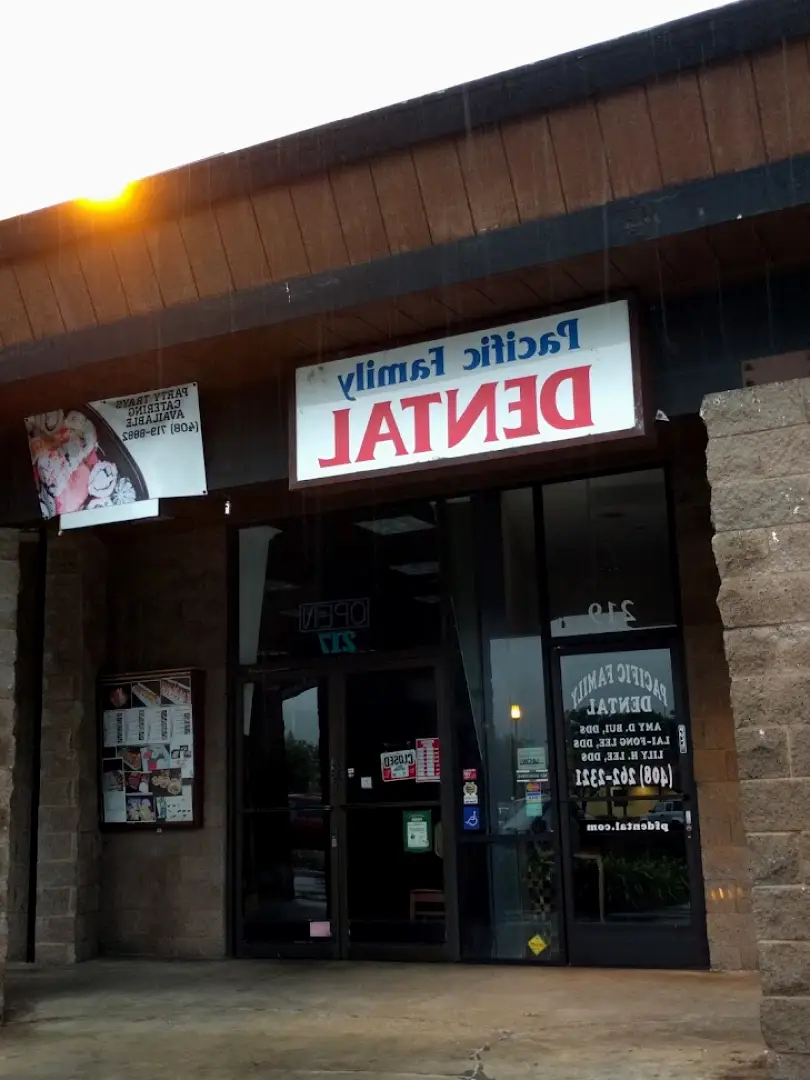 PARTY TRAYS
CATERING
AVAILABLE
(408) 719-8882
Pacific Family
DENTAL
OPEN
217
219
CLOSED
PACIFIC FAMILY
DENTAL
AMY D. BUI, DDS
LAI-FONG LEE, DDS
LILY H. LEE, DDS
(408) 262-2321
pfdental.com